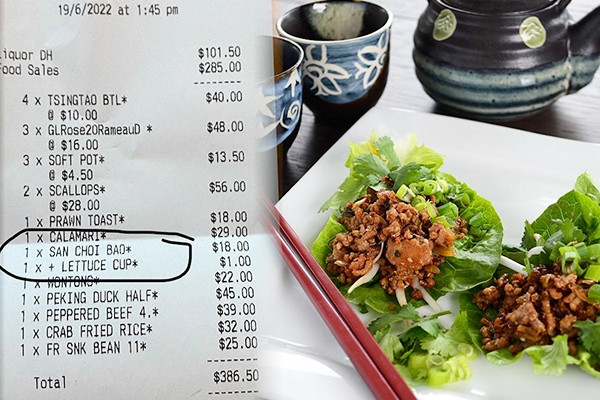 19/6/2022 at 1:45 pm
Liquor DH $101.50
Food Sales $285.00
4 x TSINGTAO BTL* $40.00
@ $10.00
3 x GLRose20RameauD * $48.00
@ $16.00
3 x SOFT POT* $13.50
@ $4.50
2 x SCALLOPS* $56.00
@ $28.00
1 x PRAWN TOAST* $18.00
1 x CALAMARI* $29.00
1 x SAN CHOI BAO* $18.00
1 x + LETTUCE CUP* $1.00
1 x WONTONS* $22.00
1 x PEKING DUCK HALF* $45.00
1 x PEPPERED BEEF 4.* $39.00
1 x CRAB FRIED RICE* $32.00
1 x FR SNK BEAN 11* $25.00
Total $386.50